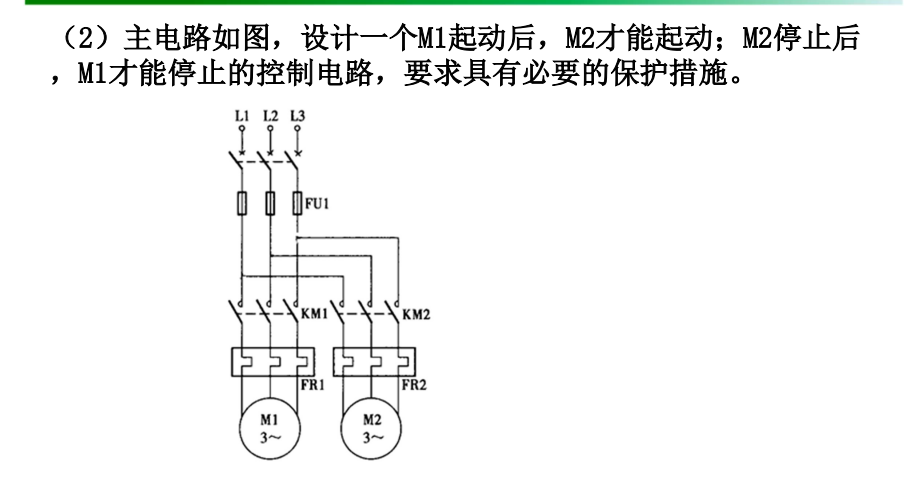 （2）主电路如图，设计一个M1起动后，M2才能起动；M2停止后
，M1才能停止的控制电路，要求具有必要的保护措施。
L1 L2 L3
FU1
KM1 KM2
FR1 FR2
M1 M2
3～ 3～